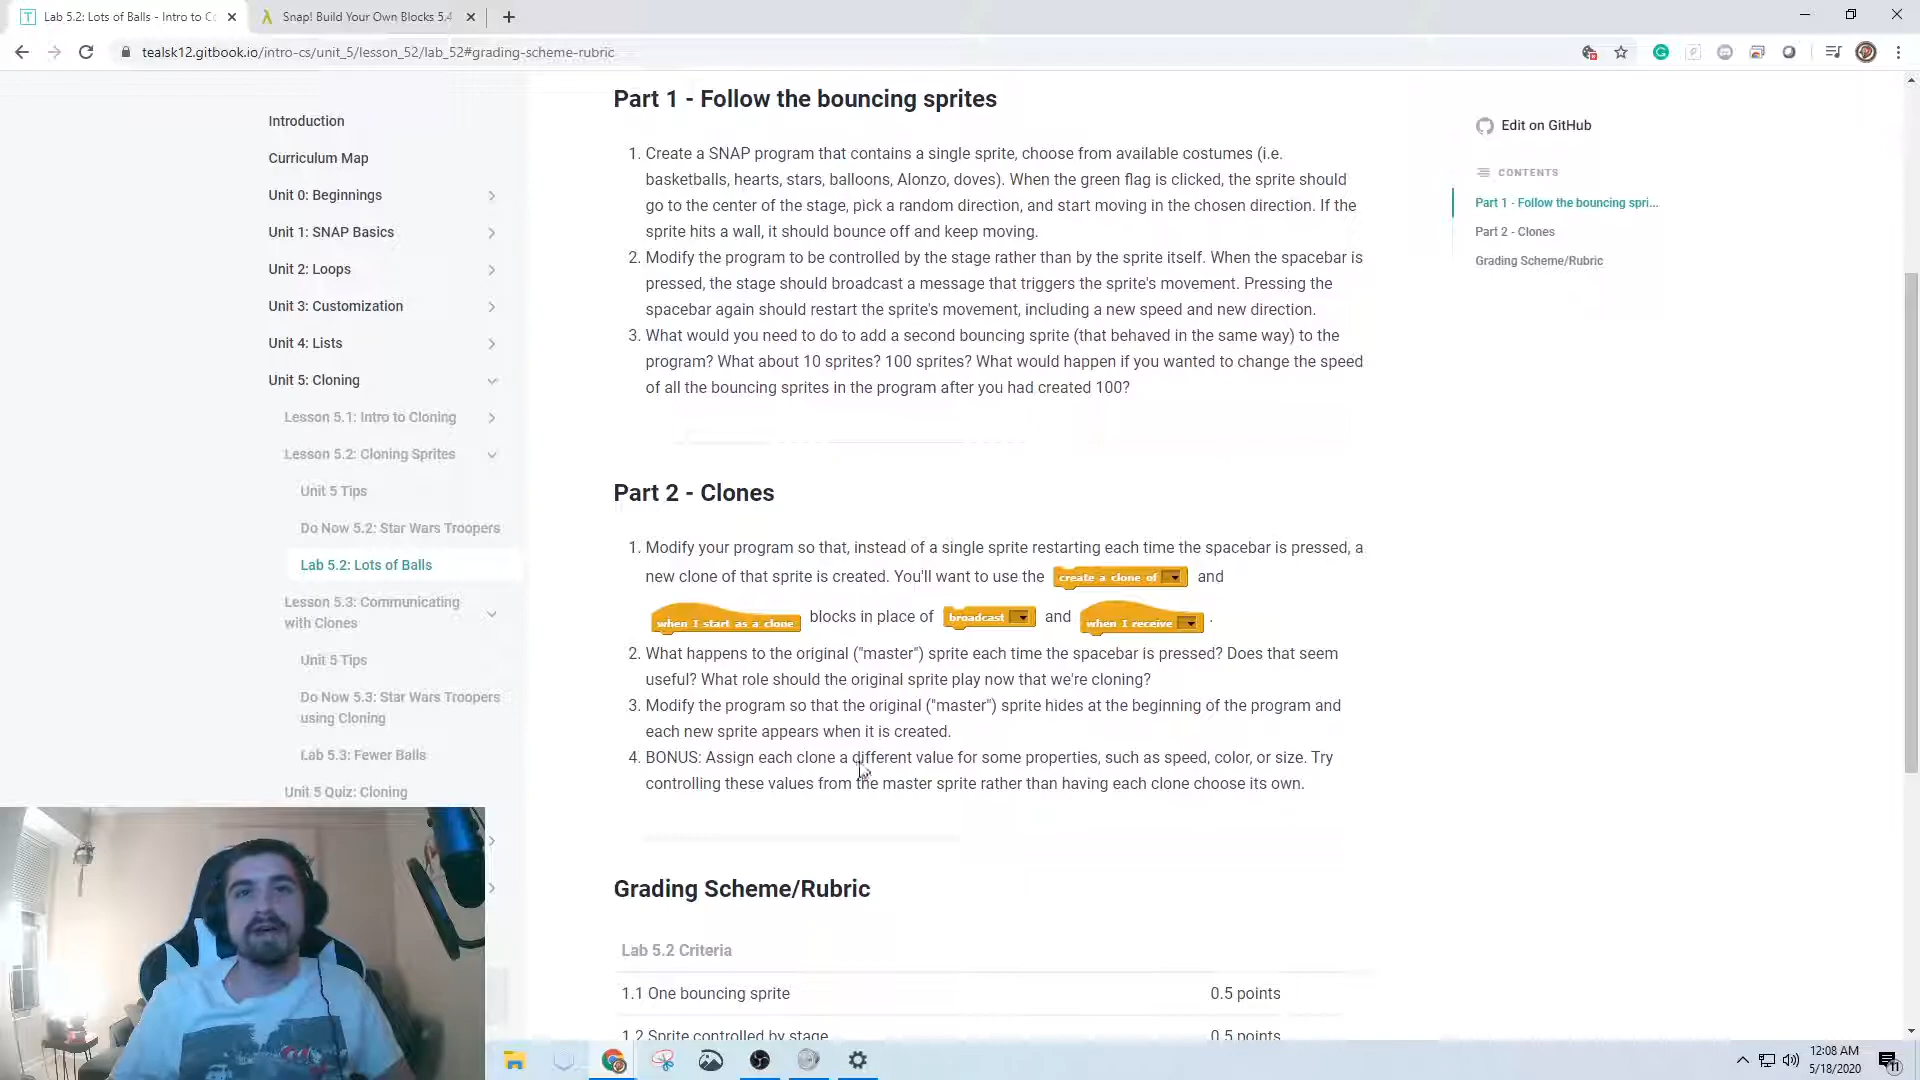 Lab 5.2: Lots of Balls - Intro to C
Snap! Build Your Own Blocks 5.4
tealsk12.gitbook.io/intro-cs/unit_5/lesson_52/lab_52#grading-scheme-rubric
Introduction
Curriculum Map
Unit 0: Beginnings
Unit 1: SNAP Basics
Unit 2: Loops
Unit 3: Customization
Unit 4: Lists
Unit 5: Cloning
Lesson 5.1: Intro to Cloning
Lesson 5.2: Cloning Sprites
Unit 5 Tips
Do Now 5.2: Star Wars Troopers
Lab 5.2: Lots of Balls
Lesson 5.3: Communicating
with Clones
Unit 5 Tips
Do Now 5.3: Star Wars Troopers
using Cloning
Lab 5.3: Fewer Balls
Unit 5 Quiz: Cloning
Part 1 - Follow the bouncing sprites
1. Create a SNAP program that contains a single sprite, choose from available costumes (i.e.
basketballs, hearts, stars, balloons, Alonzo, doves). When the green flag is clicked, the sprite should
go to the center of the stage, pick a random direction, and start moving in the chosen direction. If the
sprite hits a wall, it should bounce off and keep moving.
2. Modify the program to be controlled by the stage rather than by the sprite itself. When the spacebar is
pressed, the stage should broadcast a message that triggers the sprite's movement. Pressing the
spacebar again should restart the sprite's movement, including a new speed and new direction.
3. What would you need to do to add a second bouncing sprite (that behaved in the same way) to the
program? What about 10 sprites? 100 sprites? What would happen if you wanted to change the speed
of all the bouncing sprites in the program after you had created 100?
Part 2 - Clones
1. Modify your program so that, instead of a single sprite restarting each time the spacebar is pressed, a
new clone of that sprite is created. You'll want to use the create a clone of and
when I start as a clone blocks in place of broadcast and when I receive .
2. What happens to the original ("master") sprite each time the spacebar is pressed? Does that seem
useful? What role should the original sprite play now that we're cloning?
3. Modify the program so that the original ("master") sprite hides at the beginning of the program and
each new sprite appears when it is created.
4. BONUS: Assign each clone a different value for some properties, such as speed, color, or size. Try
controlling these values from the master sprite rather than having each clone choose its own.
Grading Scheme/Rubric
Lab 5.2 Criteria
1.1 One bouncing sprite 0.5 points
1.2 Sprite controlled by stage 0.5 points
Edit on GitHub
CONTENTS
Part 1 - Follow the bouncing spri...
Part 2 - Clones
Grading Scheme/Rubric
12:08 AM
5/18/2020